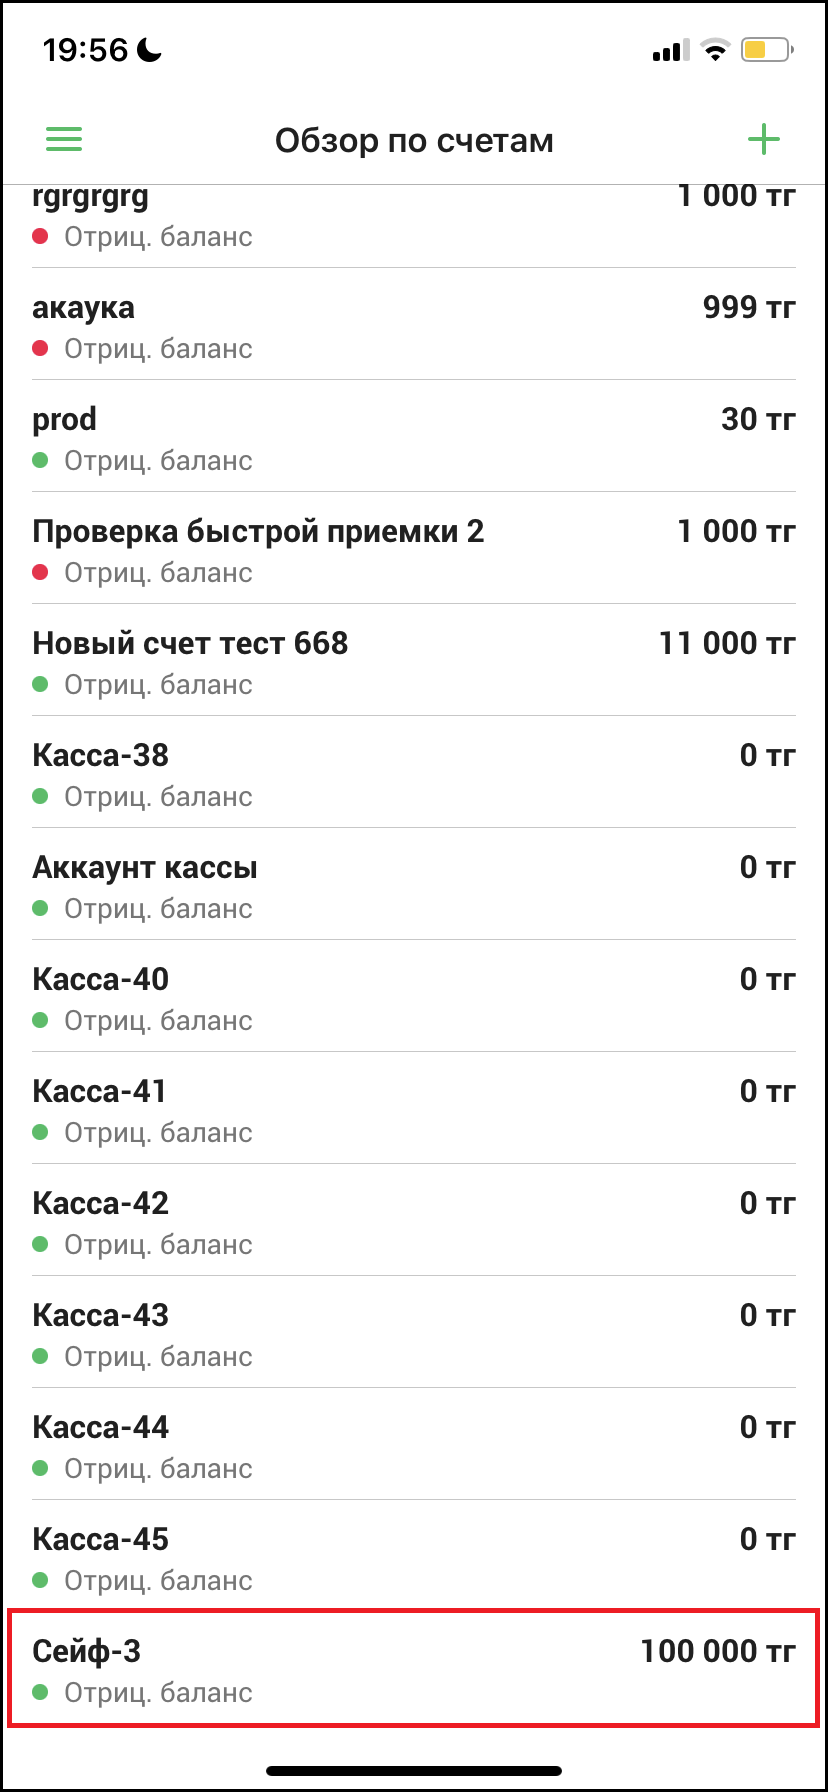 19:56
Обзор по счетам
rgrgrgrg 1 000 тг
Отриц. баланс
акаука 999 тг
Отриц. баланс
prod 30 тг
Отриц. баланс
Проверка быстрой приемки 2 1 000 тг
Отриц. баланс
Новый счет тест 668 11 000 тг
Отриц. баланс
Касса-38 0 тг
Отриц. баланс
Аккаунт кассы 0 тг
Отриц. баланс
Касса-40 0 тг
Отриц. баланс
Касса-41 0 тг
Отриц. баланс
Касса-42 0 тг
Отриц. баланс
Касса-43 0 тг
Отриц. баланс
Касса-44 0 тг
Отриц. баланс
Касса-45 0 тг
Отриц. баланс
Сейф-3 100 000 тг
Отриц. баланс